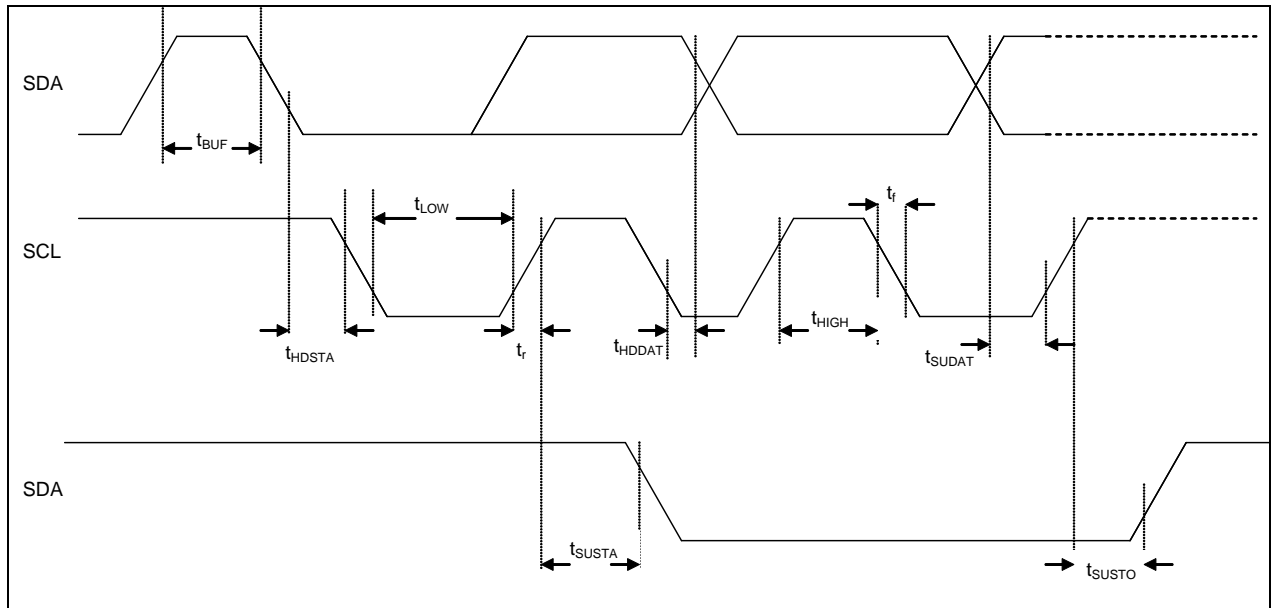 SDA
tBUF
tLOW
tf
SCL
tHDSTA
tr
tHDDAT
tHIGH
tSUDAT
SDA
tSUSTA
tSUSTO